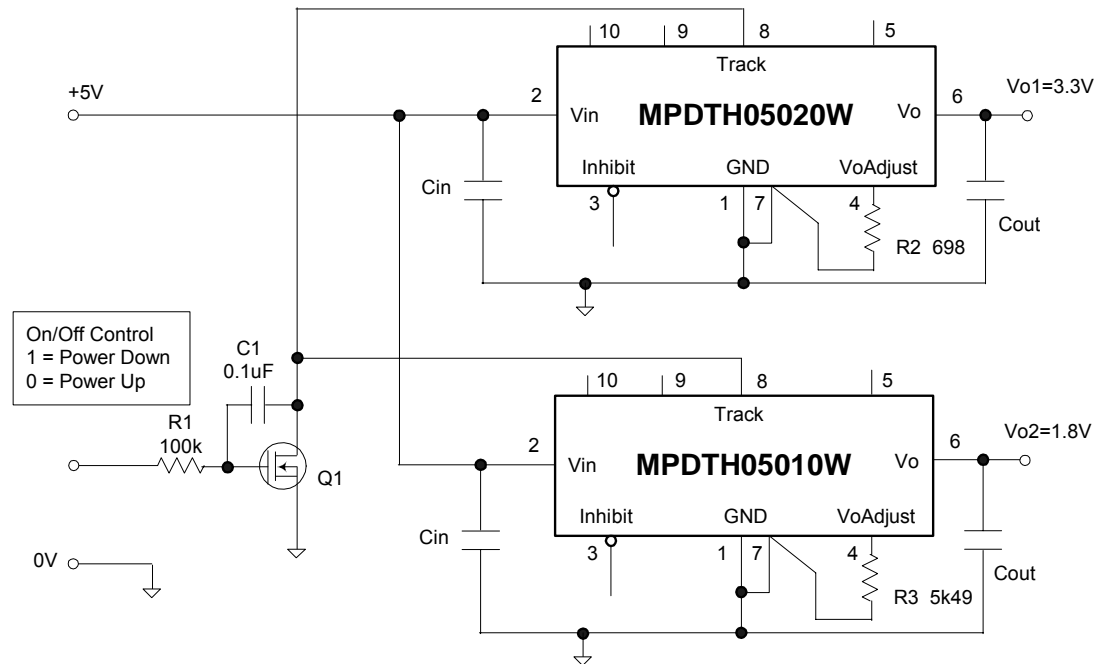 10
9
8
5
Track
+5V
2
Vin
MPDTH05020W
Vo
6
Vo1=3.3V
Inhibit
GND
VoAdjust
Cin
3
1
7
4
Cout
R2 698
On/Off Control
1 = Power Down
0 = Power Up
C1
0.1uF
R1
100k
Q1
0V
10
9
8
5
Track
2
Vin
MPDTH05010W
Vo
6
Vo2=1.8V
Inhibit
GND
VoAdjust
Cin
3
1
7
4
Cout
R3 5k49